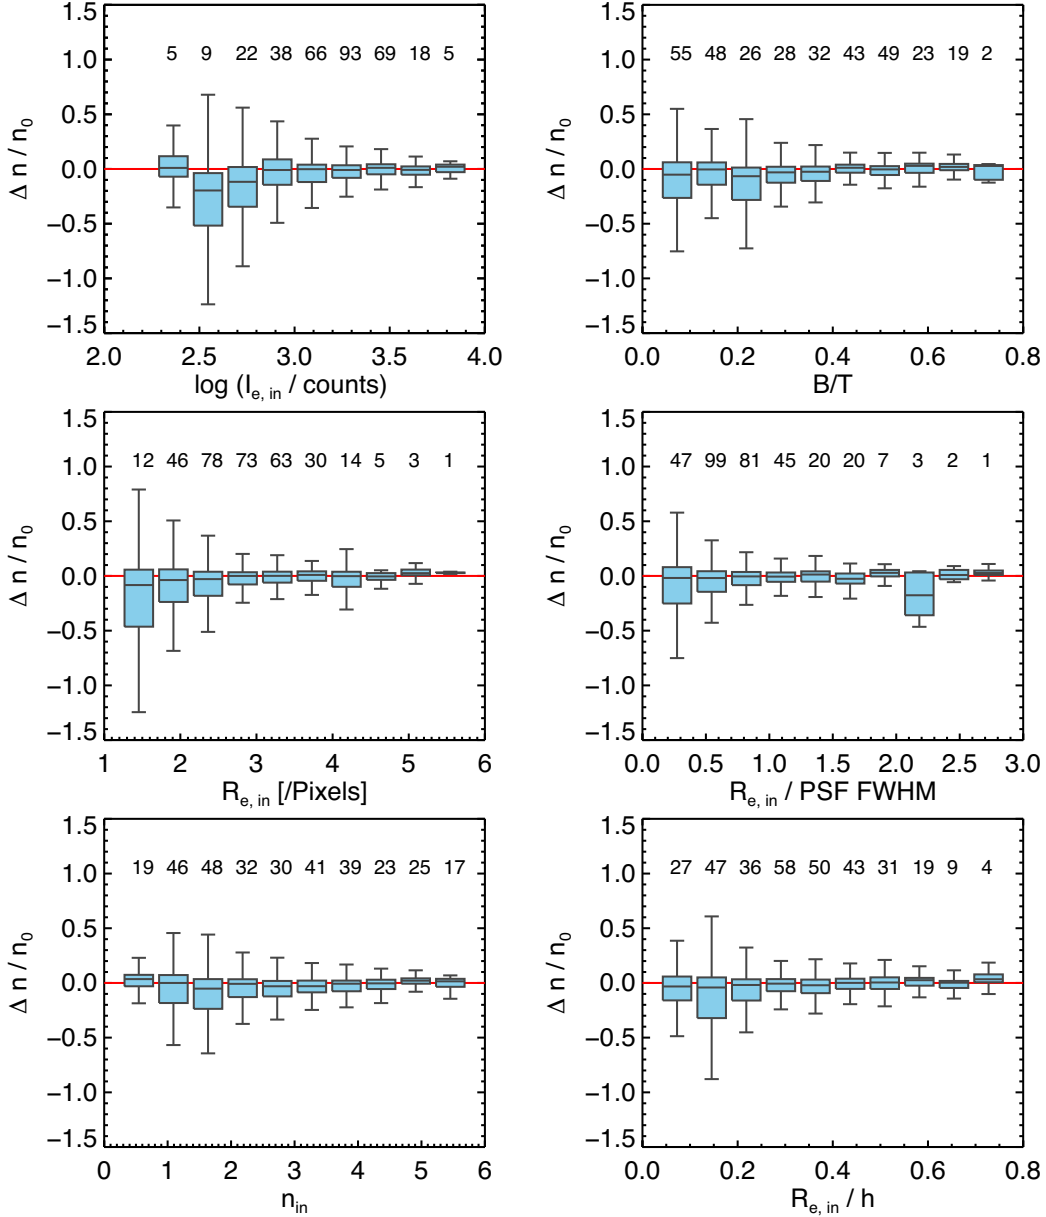 5 9 22 38 66 93 69 18 5
1.5
1.0
0.5
0.0
−0.5
−1.0
−1.5
Δ n / n0
2.0 2.5 3.0 3.5 4.0
log (Ie, in / counts)
55 48 26 28 32 43 49 23 19 2
1.5
1.0
0.5
0.0
−0.5
−1.0
−1.5
Δ n / n0
0.0 0.2 0.4 0.6 0.8
B/T
12 46 78 73 63 30 14 5 3 1
1.5
1.0
0.5
0.0
−0.5
−1.0
−1.5
Δ n / n0
1 2 3 4 5 6
Re, in [/Pixels]
47 99 81 45 20 20 7 3 2 1
1.5
1.0
0.5
0.0
−0.5
−1.0
−1.5
Δ n / n0
0.0 0.5 1.0 1.5 2.0 2.5 3.0
Re, in / PSF FWHM
19 46 48 32 30 41 39 23 25 17
1.5
1.0
0.5
0.0
−0.5
−1.0
−1.5
Δ n / n0
0 1 2 3 4 5 6
nin
27 47 36 58 50 43 31 19 9 4
1.5
1.0
0.5
0.0
−0.5
−1.0
−1.5
Δ n / n0
0.0 0.2 0.4 0.6 0.8
Re, in / h